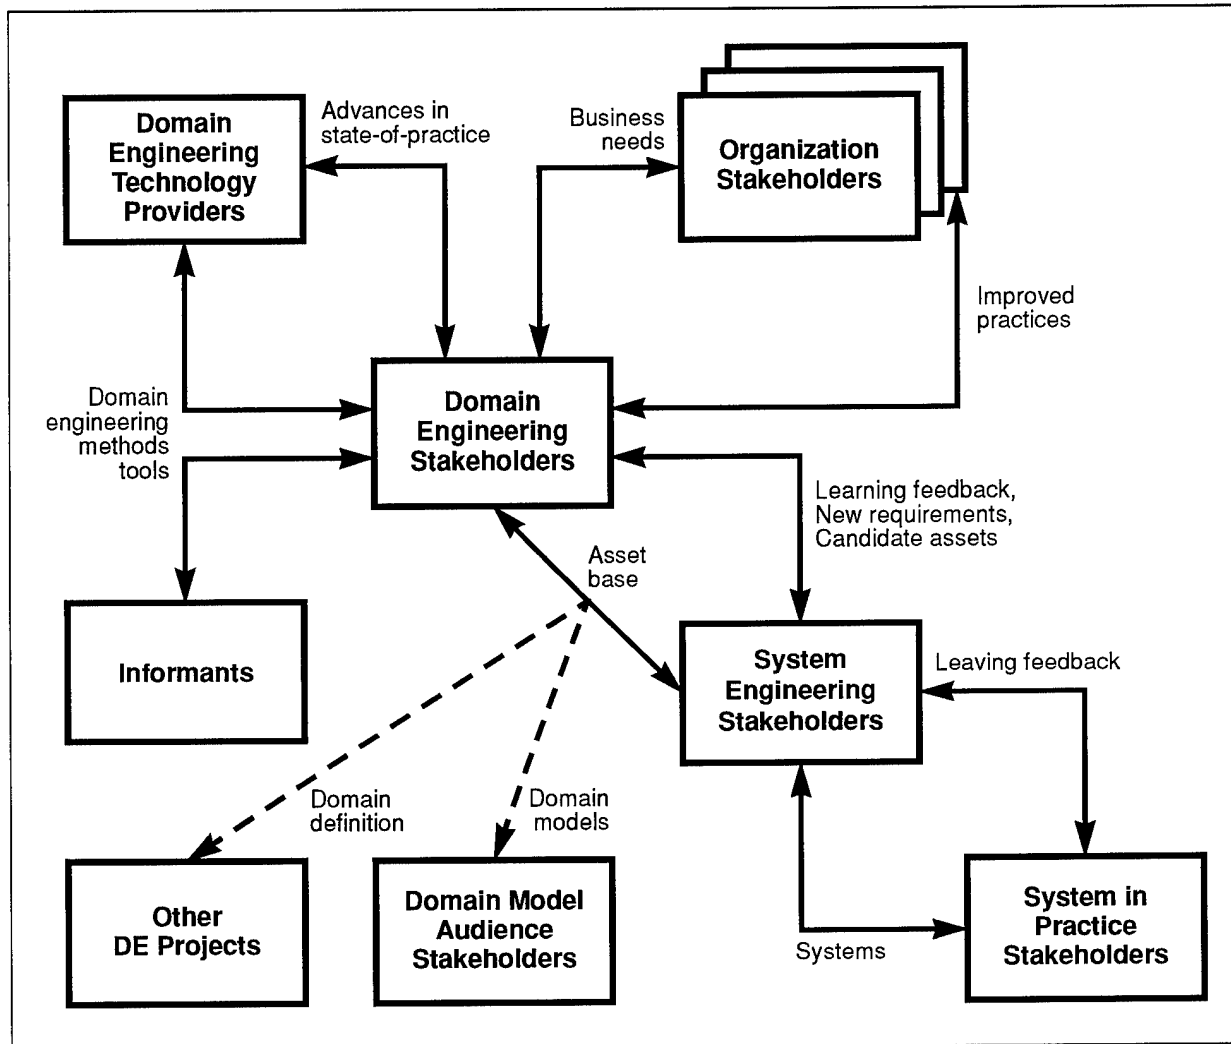 Domain
Engineering
Technology
Providers
Advances in
state-of-practice
Business
needs
Organization
Stakeholders
Improved
practices
Domain
engineering
methods
tools
Domain
Engineering
Stakeholders
Learning feedback,
New requirements,
Candidate assets
Asset
base
Informants
System
Engineering
Stakeholders
Leaving feedback
Domain
definition
Domain
models
Other
DE Projects
Domain Model
Audience
Stakeholders
Systems
System in
Practice
Stakeholders